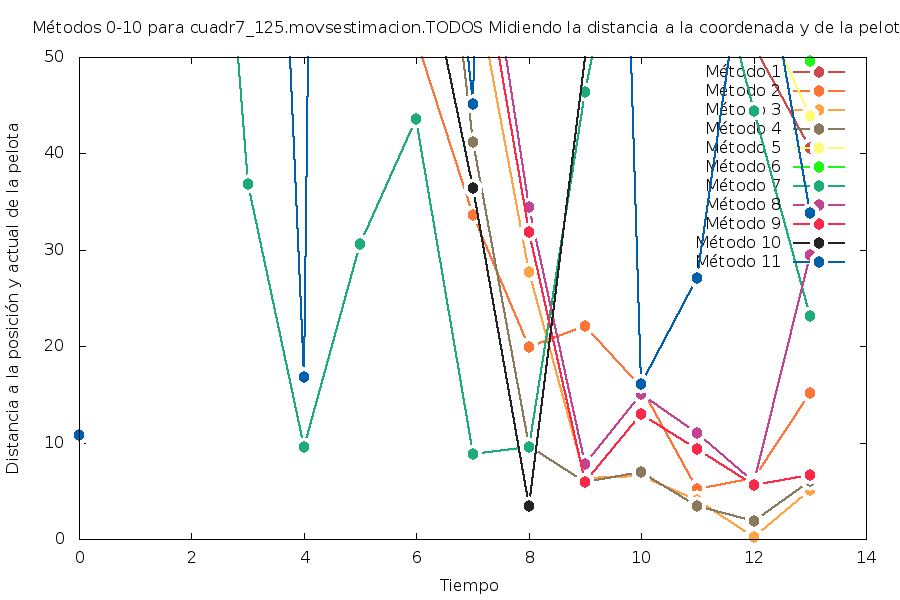 Métodos 0-10 para cuadr7_125.movsestimacion.TODOS Midiendo la distancia a la coordenada y de la pelot
Distancia a la posición y actual de la pelota
50
40
30
20
10
0
Método 1
Método 2
Método 3
Método 4
Método 5
Método 6
Método 7
Método 8
Método 9
Método 10
Método 11
0
2
4
6
8
10
12
14
Tiempo